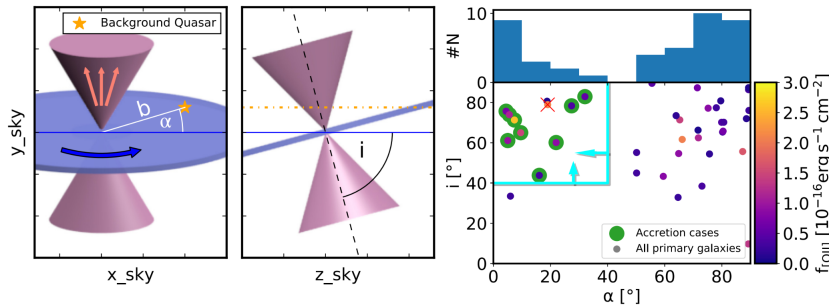 Background Quasar
b
α
y_sky
x_sky
i
z_sky
#N
10
0
80
60
40
20
0
i [°]
Accretion cases
All primary galaxies
0 20 40 60 80
α [°]
3.0
2.5
2.0
1.5
1.0
0.5
0.0
f[OII] [10⁻¹⁶ erg s⁻¹ cm⁻²]